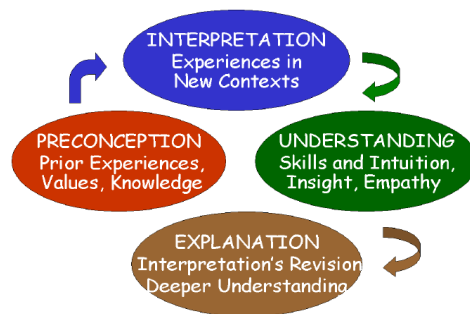 INTERPRETATION
Experiences in
New Contexts
PRECONCEPTION
Prior Experiences,
Values, Knowledge
UNDERSTANDING
Skills and Intuition,
Insight, Empathy
EXPLANATION
Interpretation's Revision
Deeper Understanding